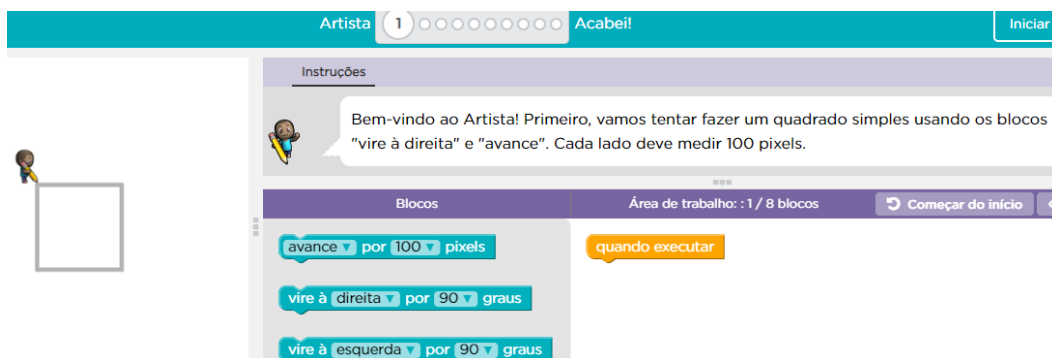 Artista 1 Acabei! Iniciar
Instruções
Bem-vindo ao Artista! Primeiro, vamos tentar fazer um quadrado simples usando os blocos
"vire à direita" e "avance". Cada lado deve medir 100 pixels.
Blocos
Área de trabalho: : 1 / 8 blocos
Começar do início
avance por 100 pixels
quando executar
vire à direita por 90 graus
vire à esquerda por 90 graus